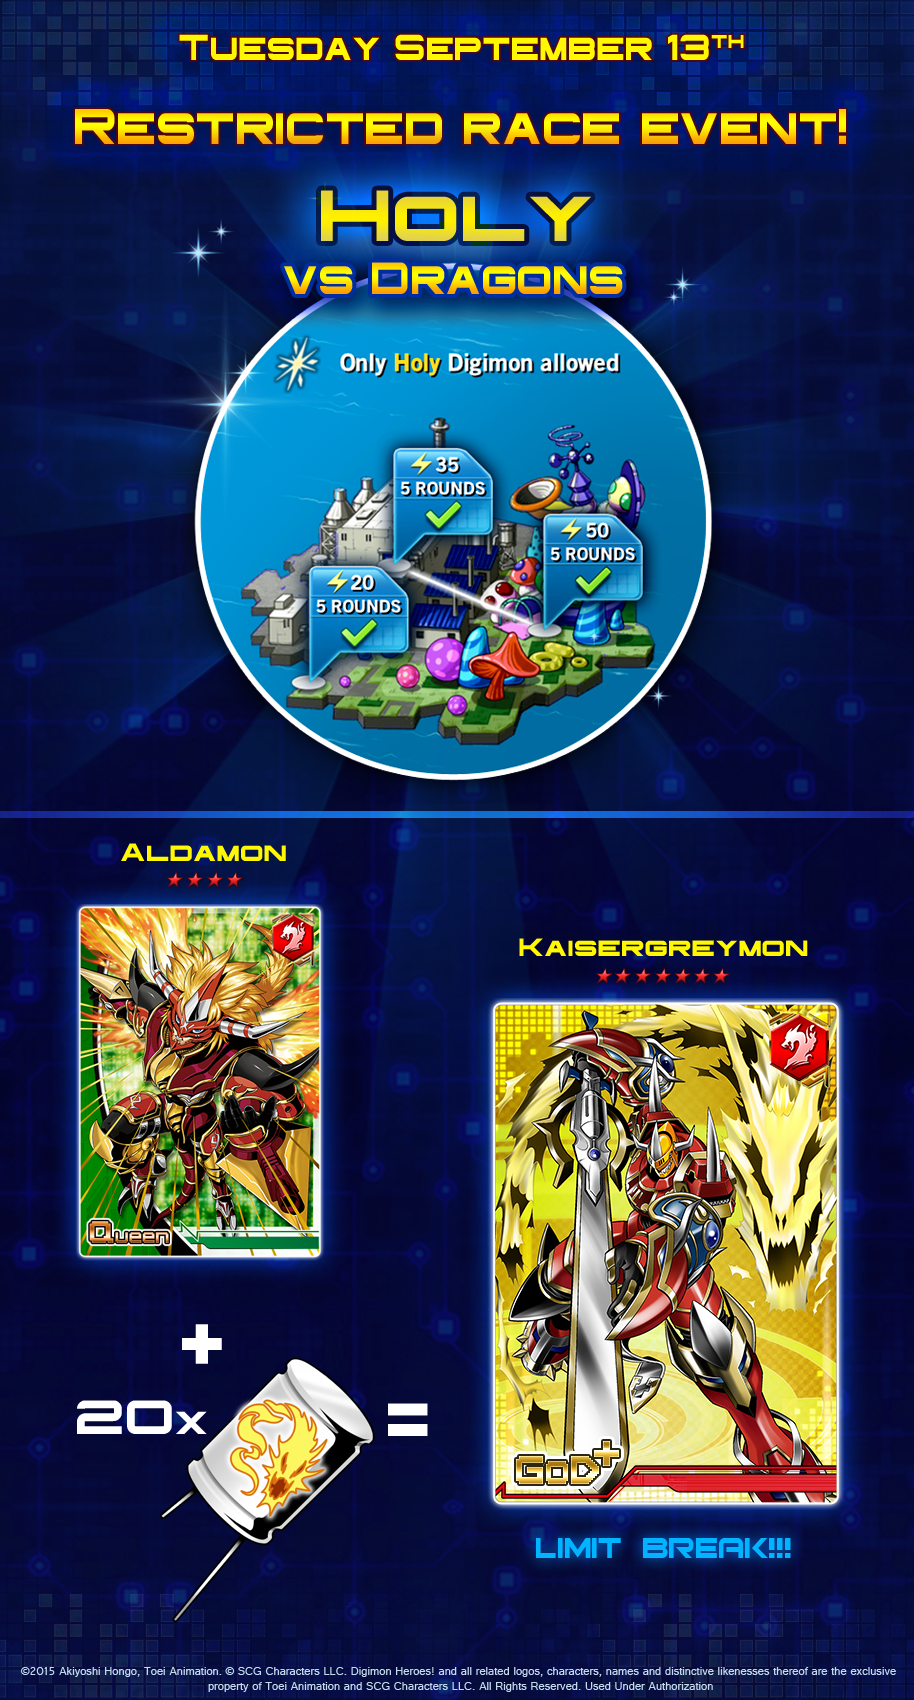 Tuesday September 13TH
Restricted race event!
Holy
vs Dragons
Only Holy Digimon allowed
35
5 ROUNDS
50
5 ROUNDS
20
5 ROUNDS
Aldamon
Queen
Kaisergreymon
GoD+
+
20x
=
LIMIT BREAK!!!
©2015 Akiyoshi Hongo, Toei Animation. © SCG Characters LLC. Digimon Heroes! and all related logos, characters, names and distinctive likenesses thereof are the exclusive
property of Toei Animation and SCG Characters LLC. All Rights Reserved. Used Under Authorization